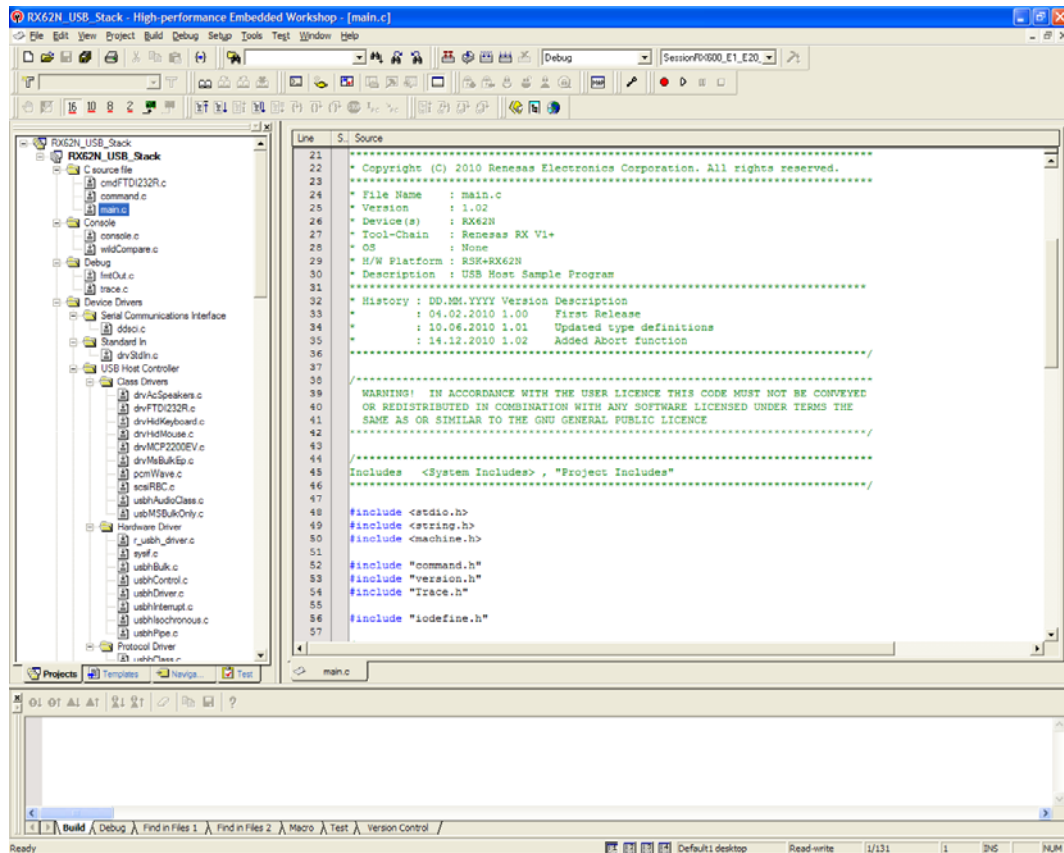 RX62N_USB_Stack - High-performance Embedded Workshop - [main.c]
File Edit View Project Build Debug Setup Tools Test Window Help
Debug
SessionRX600_E1_E20_
16 10 8 2
RX62N_USB_Stack
RX62N_USB_Stack
C source file
cmdFTDI232R.c
command.c
main.c
Console
console.c
wildCompare.c
Debug
fmtOut.c
trace.c
Device Drivers
Serial Communications Interface
ddsci.c
Standard In
drvStdIn.c
USB Host Controller
Class Drivers
drvAcSpeakers.c
drvFTDI232R.c
drvHidKeyboard.c
drvHidMouse.c
drvMCP2200EV.c
drvMsBulkEp.c
pcmWave.c
scsiRBC.c
usbhAudioClass.c
usbMSBulkOnly.c
Hardware Driver
r_usbh_driver.c
sysif.c
usbhBulk.c
usbhControl.c
usbhDriver.c
usbhInterrupt.c
usbhIsochronous.c
usbhPipe.c
Protocol Driver
usbhClass.c
Projects Templates Naviga... Test
Line S.. Source
21 ******************************************************************************
22 * Copyright (C) 2010 Renesas Electronics Corporation. All rights reserved.
23 ******************************************************************************
24 * File Name : main.c
25 * Version : 1.02
26 * Device(s) : RX62N
27 * Tool-Chain : Renesas RX V1+
28 * OS : None
29 * H/W Platform : RSK+RX62N
30 * Description : USB Host Sample Program
31 ******************************************************************************
32 * History : DD.MM.YYYY Version Description
33 * : 04.02.2010 1.00 First Release
34 * : 10.06.2010 1.01 Updated type definitions
35 * : 14.12.2010 1.02 Added Abort function
36 ******************************************************************************/
37
38 /******************************************************************************
39 WARNING! IN ACCORDANCE WITH THE USER LICENCE THIS CODE MUST NOT BE CONVEYED
40 OR REDISTRIBUTED IN COMBINATION WITH ANY SOFTWARE LICENSED UNDER TERMS THE
41 SAME AS OR SIMILAR TO THE GNU GENERAL PUBLIC LICENCE
42 ******************************************************************************/
43
44 /******************************************************************************
45 Includes <System Includes> , "Project Includes"
46 ******************************************************************************/
47
48 #include <stdio.h>
49 #include <string.h>
50 #include <machine.h>
51
52 #include "command.h"
53 #include "version.h"
54 #include "Trace.h"
55
56 #include "iodefine.h"
57
main.c
Build Debug Find in Files 1 Find in Files 2 Macro Test Version Control
Ready
Default1 desktop Read-write 1/131 1 INS NUM